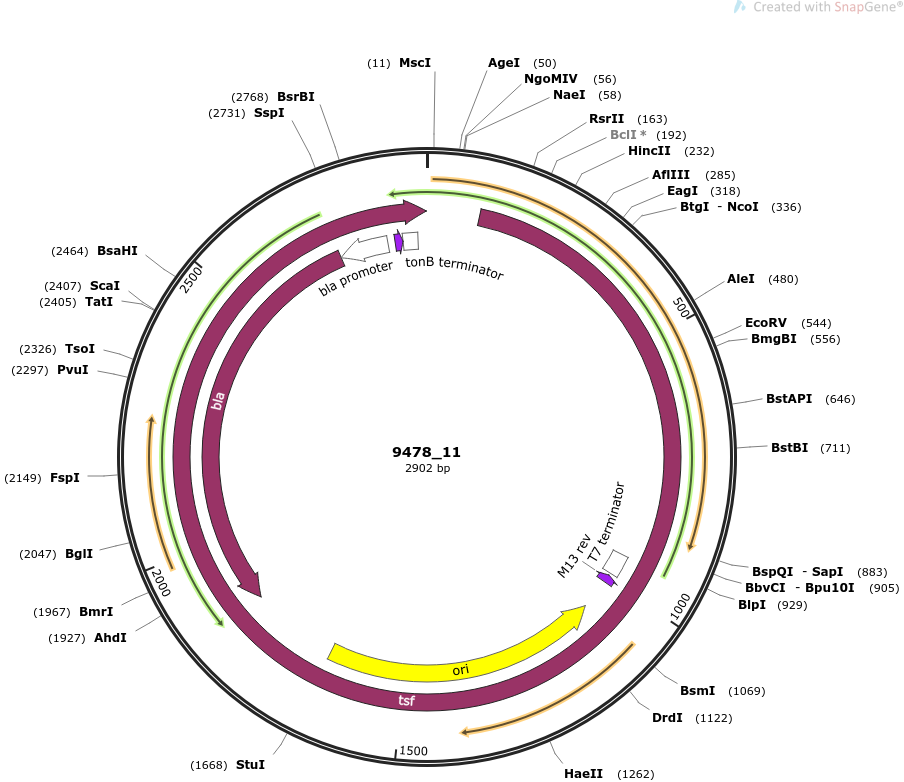 Created with SnapGene®
(11) MscI
AgeI (50)
NgoMIV (56)
NaeI (58)
(2768) BsrBI
(2731) SspI
RsrII (163)
BclI * (192)
HincII (232)
AflIII (285)
EagI (318)
BtgI - NcoI (336)
(2464) BsaHI
(2407) ScaI
(2405) TatI
2500
bla promoter
tonB terminator
AleI (480)
500
EcoRV (544)
BmgBI (556)
(2326) TsoI
(2297) PvuI
BstAPI (646)
bla
BstBI (711)
9478_11
2902 bp
(2149) FspI
M13 rev
T7 terminator
(2047) BglI
2000
BspQI - SapI (883)
BbvCI - Bpu10I (905)
BlpI (929)
1000
(1967) BmrI
(1927) AhdI
ori
tsf
BsmI (1069)
DrdI (1122)
1500
(1668) StuI
HaeII (1262)